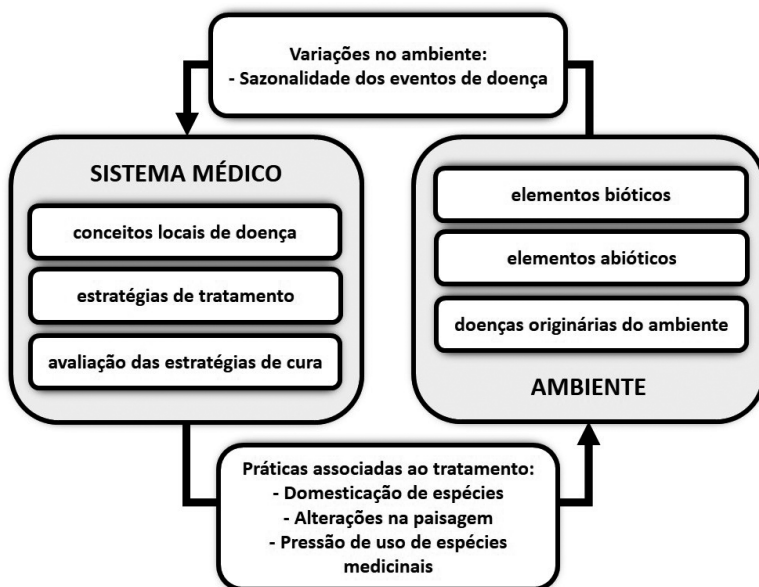 Variações no ambiente:
- Sazonalidade dos eventos de doença
SISTEMA MÉDICO
conceitos locais de doença
estratégias de tratamento
avaliação das estratégias de cura
elementos bióticos
elementos abióticos
doenças originárias do ambiente
AMBIENTE
Práticas associadas ao tratamento:
- Domesticação de espécies
- Alterações na paisagem
- Pressão de uso de espécies
medicinais